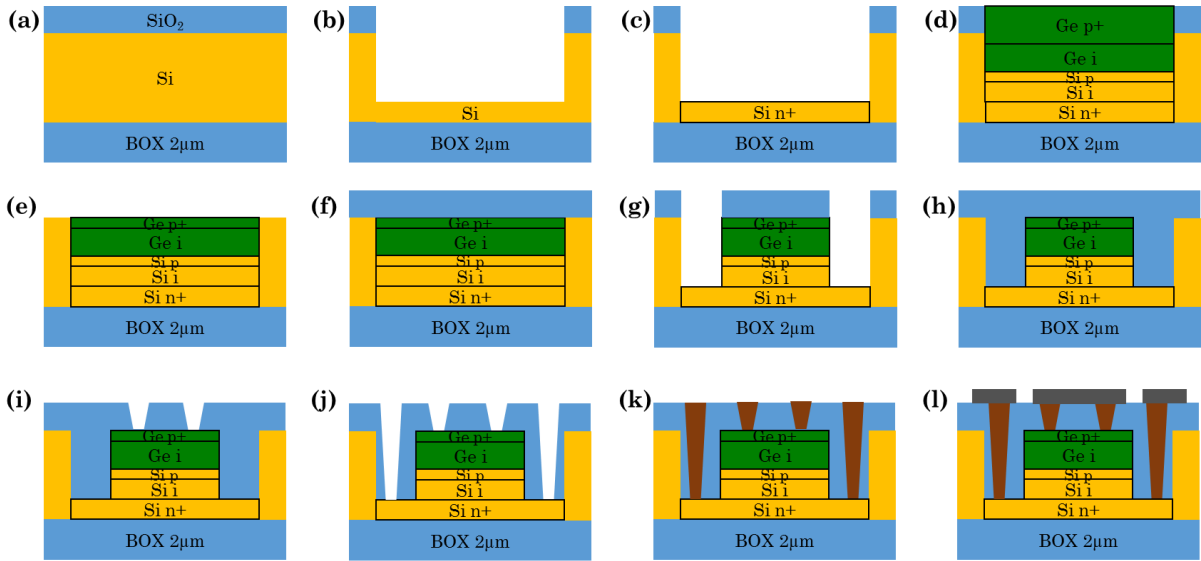 (a)
SiO₂
Si
BOX 2μm
(b)
Si
BOX 2μm
(c)
Si n+
BOX 2μm
(d)
Ge p+
Ge i
Si p
Si i
Si n+
BOX 2μm
(e)
Ge p+
Ge i
Si p
Si i
Si n+
BOX 2μm
(f)
Ge p+
Ge i
Si p
Si i
Si n+
BOX 2μm
(g)
Ge p+
Ge i
Si p
Si i
Si n+
BOX 2μm
(h)
Ge p+
Ge i
Si p
Si i
Si n+
BOX 2μm
(i)
Ge p+
Ge i
Si p
Si i
Si n+
BOX 2μm
(j)
Ge p+
Ge i
Si p
Si i
Si n+
BOX 2μm
(k)
Ge p+
Ge i
Si p
Si i
Si n+
BOX 2μm
(l)
Ge p+
Ge i
Si p
Si i
Si n+
BOX 2μm